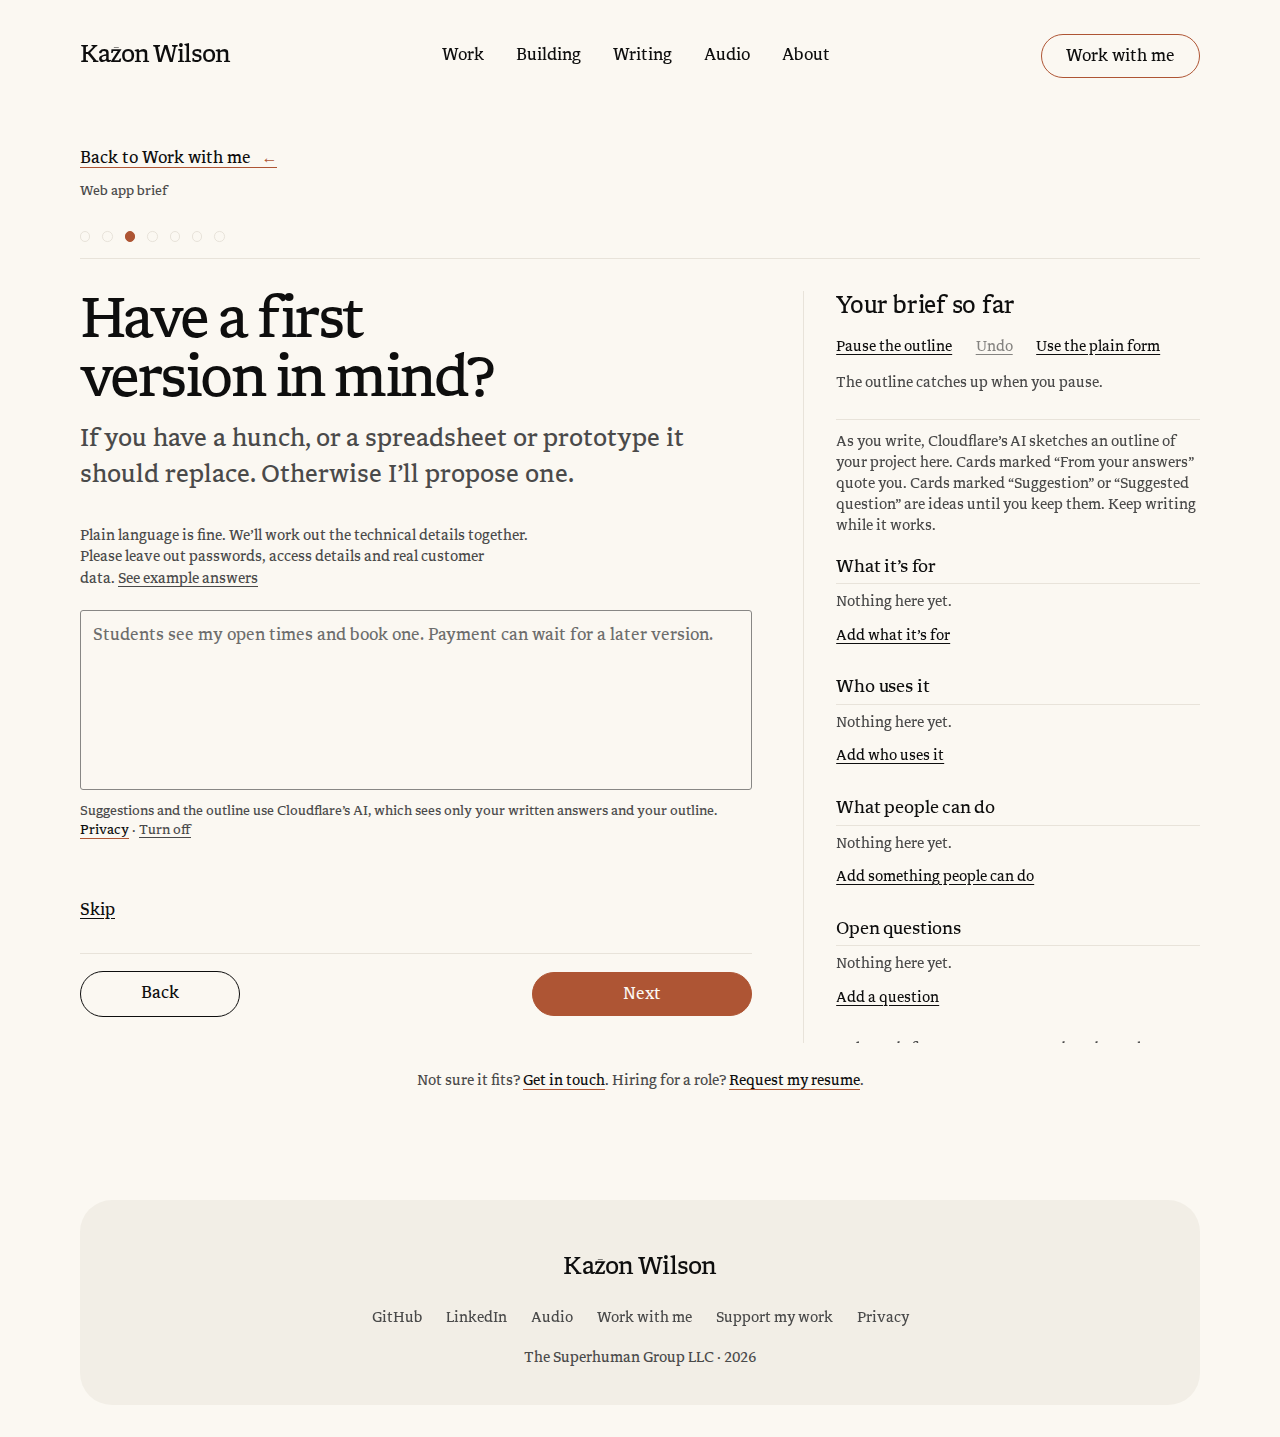 Kažon Wilson
Work
Building
Writing
Audio
About
Work with me
Back to Work with me ←
Web app brief
Have a first
version in mind?
If you have a hunch, or a spreadsheet or prototype it
should replace. Otherwise I’ll propose one.
Plain language is fine. We’ll work out the technical details together.
Please leave out passwords, access details and real customer
data. See example answers
Students see my open times and book one. Payment can wait for a later version.
Suggestions and the outline use Cloudflare’s AI, which sees only your written answers and your outline.
Privacy · Turn off
Skip
Back
Next
Your brief so far
Pause the outline
Undo
Use the plain form
The outline catches up when you pause.
As you write, Cloudflare’s AI sketches an outline of
your project here. Cards marked “From your answers”
quote you. Cards marked “Suggestion” or “Suggested
question” are ideas until you keep them. Keep writing
while it works.
What it’s for
Nothing here yet.
Add what it’s for
Who uses it
Nothing here yet.
Add who uses it
What people can do
Nothing here yet.
Add something people can do
Open questions
Nothing here yet.
Add a question
Not sure it fits? Get in touch. Hiring for a role? Request my resume.
Kažon Wilson
GitHub
LinkedIn
Audio
Work with me
Support my work
Privacy
The Superhuman Group LLC · 2026